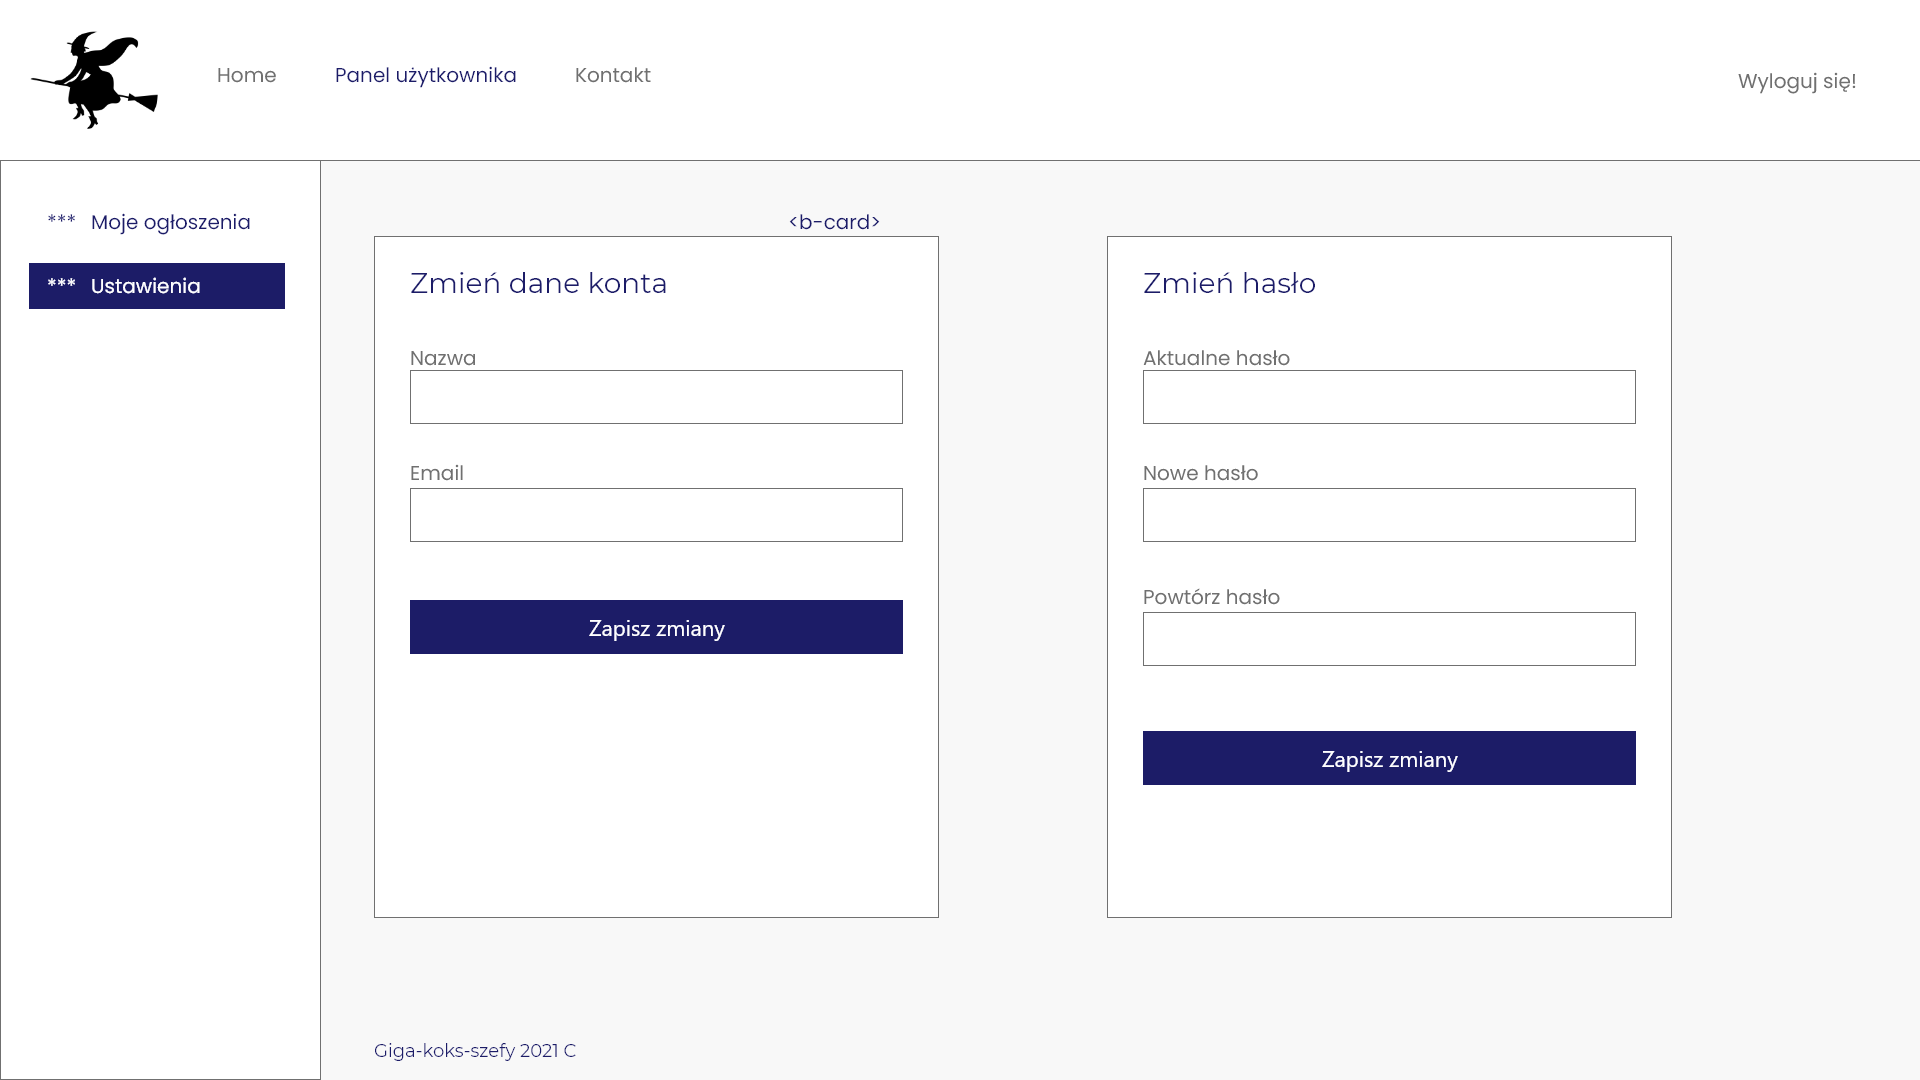 Home
Panel użytkownika
Kontakt
Wyloguj się!
*** Moje ogłoszenia
*** Ustawienia
<b-card>
Zmień dane konta
Nazwa
Email
Zapisz zmiany
Zmień hasło
Aktualne hasło
Nowe hasło
Powtórz hasło
Zapisz zmiany
Giga-koks-szefy 2021 C